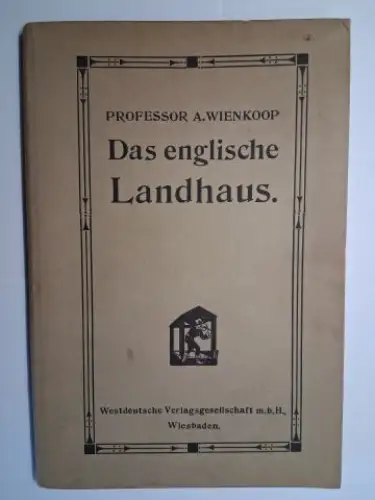 PROFESSOR A.WIENKOOP
Das englische
Landhaus.
Westdeutsche Verlagsgesellschaft m.b.H.,
Wiesbaden.